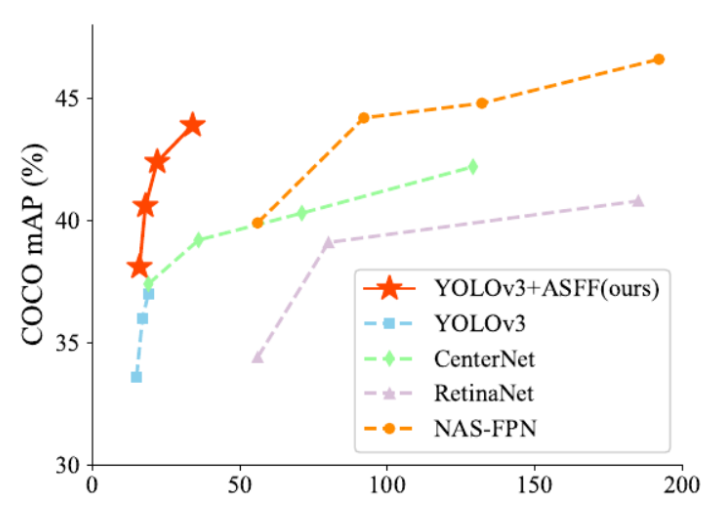 COCO mAP (%)
45
40
35
30
0
50
100
150
200
YOLOv3+ASFF(ours)
YOLOv3
CenterNet
RetinaNet
NAS-FPN